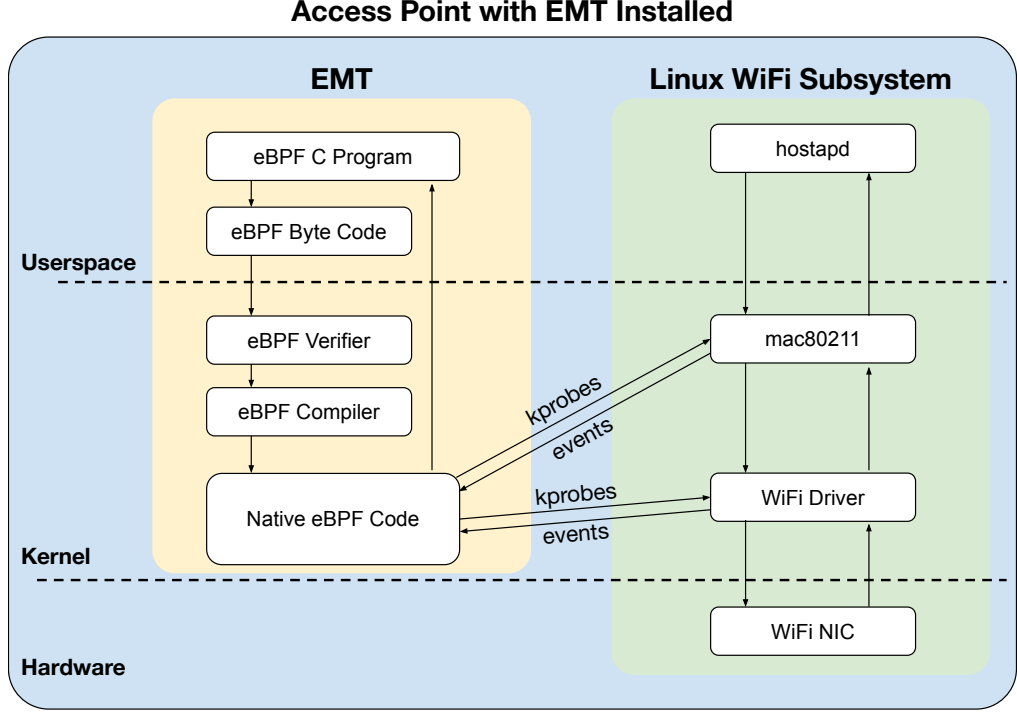 Access Point with EMT Installed
EMT
Linux WiFi Subsystem
eBPF C Program
hostapd
eBPF Byte Code
Userspace
eBPF Verifier
mac80211
eBPF Compiler
kprobes
events
Native eBPF Code
kprobes
events
WiFi Driver
Kernel
WiFi NIC
Hardware